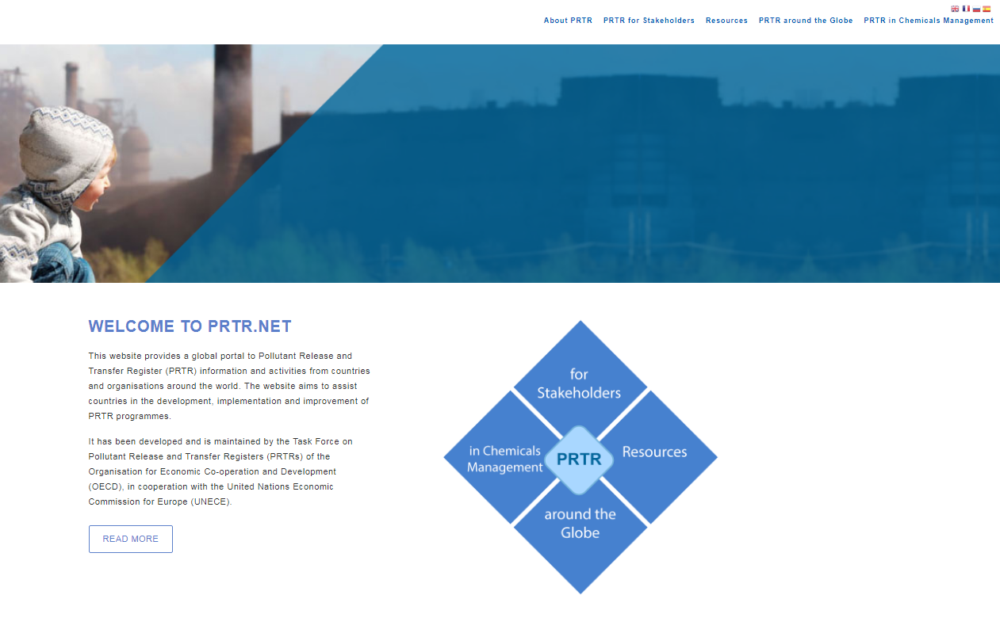 About PRTR PRTR for Stakeholders Resources PRTR around the Globe PRTR in Chemicals Management
WELCOME TO PRTR.NET
This website provides a global portal to Pollutant Release and
Transfer Register (PRTR) information and activities from countries
and organisations around the world. The website aims to assist
countries in the development, implementation and improvement of
PRTR programmes.
It has been developed and is maintained by the Task Force on
Pollutant Release and Transfer Registers (PRTRs) of the
Organisation for Economic Co-operation and Development
(OECD), in cooperation with the United Nations Economic
Commission for Europe (UNECE).
READ MORE
for
Stakeholders
in Chemicals
Management
PRTR
Resources
around the
Globe